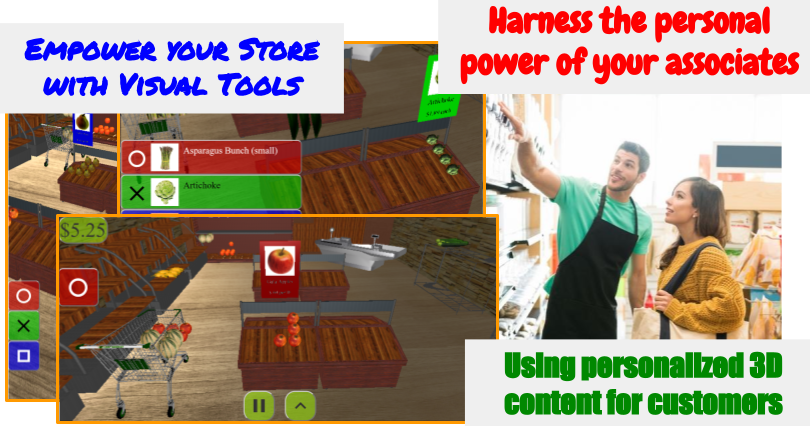 Harness the personal
power of your associates
Empower your Store
with Visual Tools
Artichoke
Asparagus Bunch (small)
Artichoke
$5.25
Using personalized 3D
content for customers